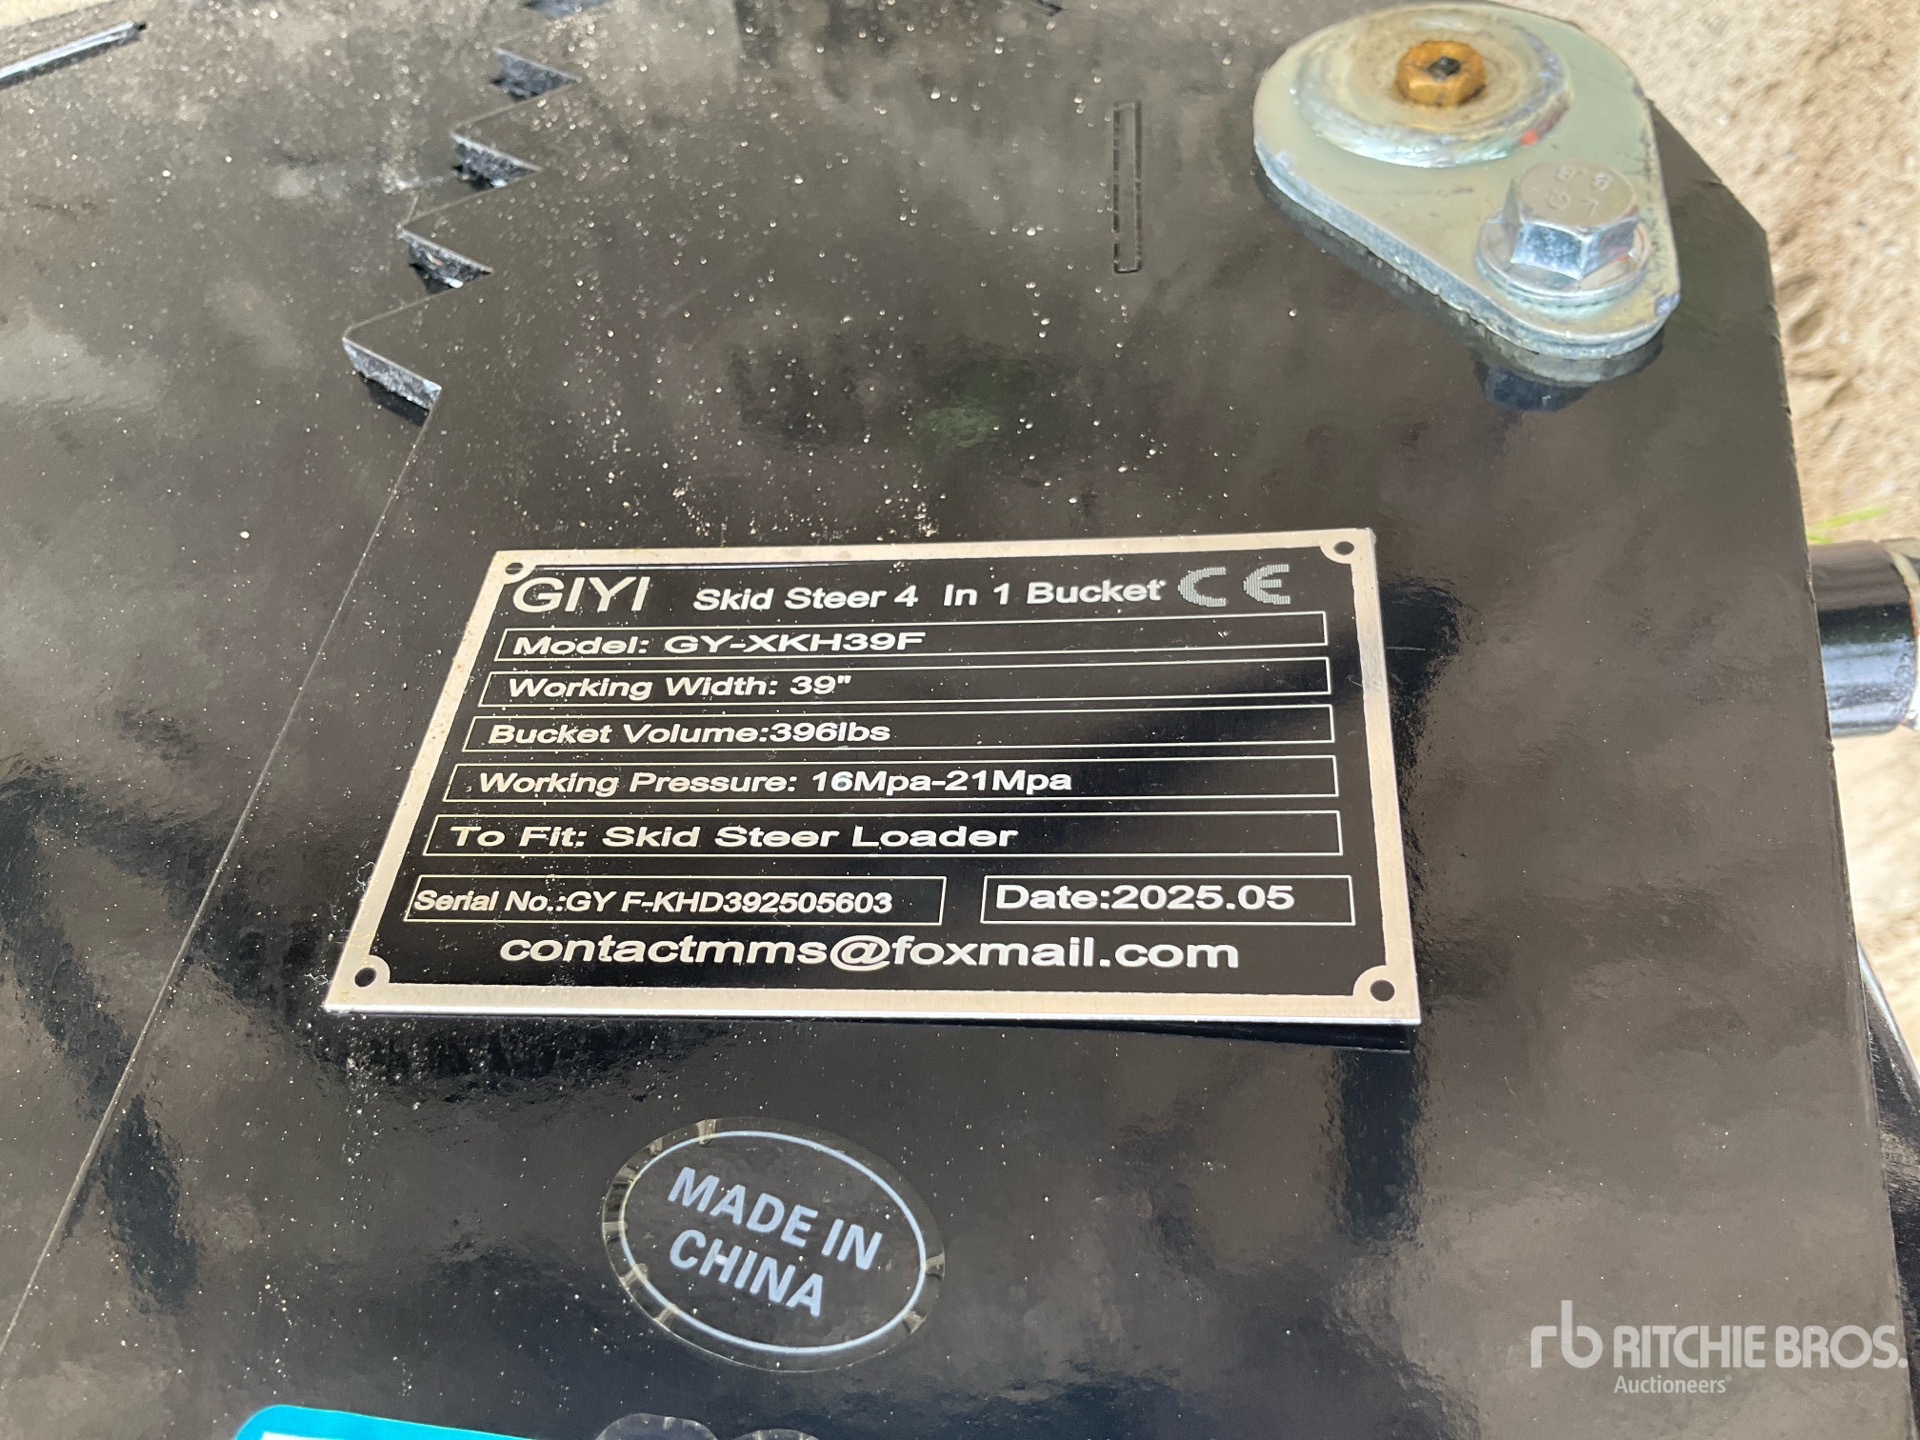 GIYI Skid Steer 4 In 1 Bucket CE
Model: GY-XKH39F
Working Width: 39"
Bucket Volume:396lbs
Working Pressure: 16Mpa-21Mpa
To Fit: Skid Steer Loader
Serial No.:GY F-KHD392505603 Date:2025.05
contactmms@foxmail.com
MADE IN
CHINA
rb RITCHIE BROS.
Auctioneers